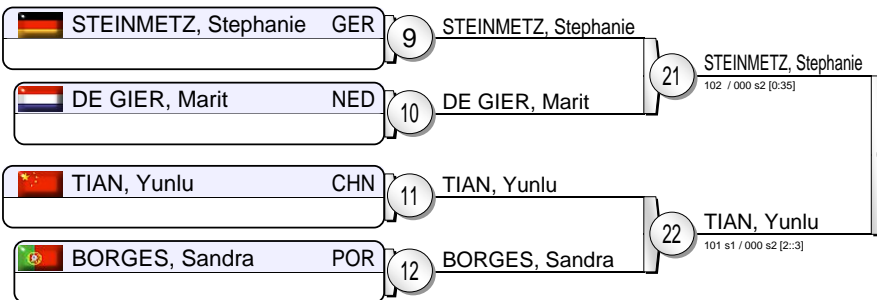 STEINMETZ, Stephanie GER
9
STEINMETZ, Stephanie
21
STEINMETZ, Stephanie
102 / 000 s2 [0:35]
DE GIER, Marit NED
10
DE GIER, Marit
TIAN, Yunlu CHN
11
TIAN, Yunlu
22
TIAN, Yunlu
101 s1 / 000 s2 [2::3]
BORGES, Sandra POR
12
BORGES, Sandra